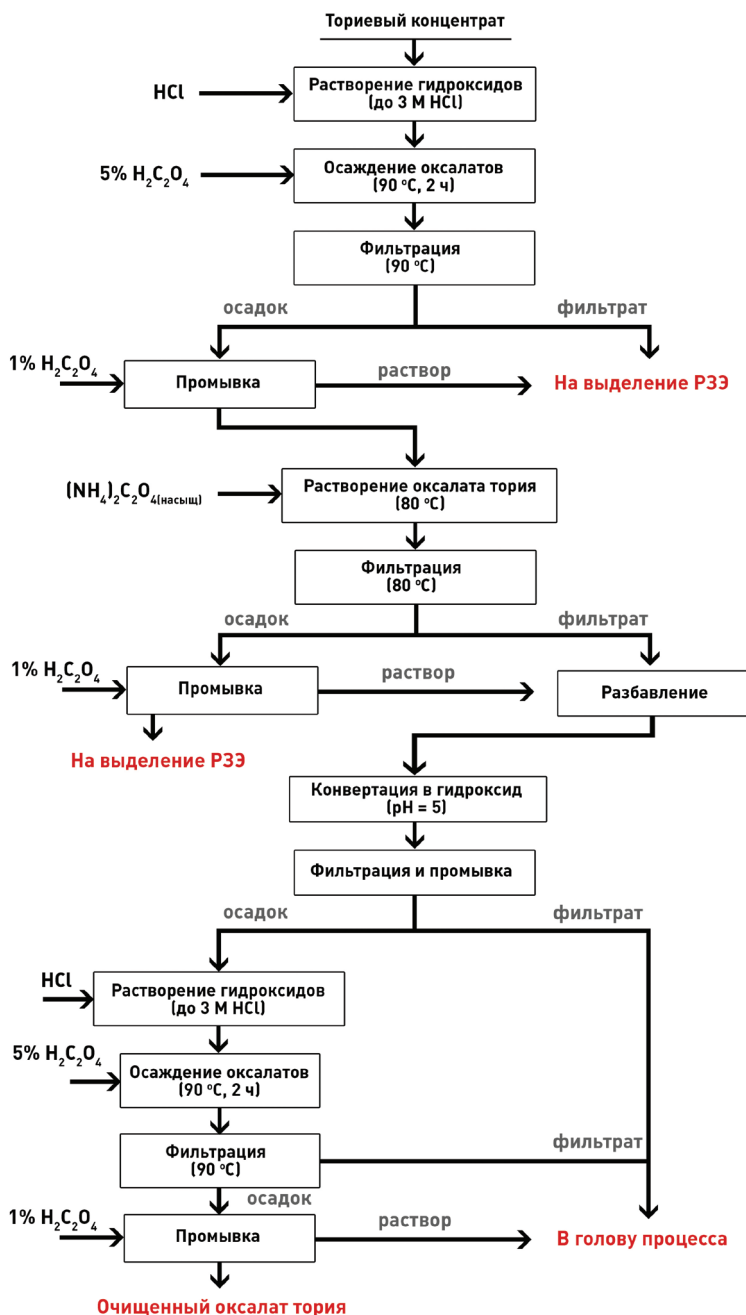 Ториевый концентрат
HCl
Растворение гидроксидов
(до 3 М HCl)
5% H₂C₂O₄
Осаждение оксалатов
(90 °C, 2 ч)
Фильтрация
(90 °C)
осадок
фильтрат
1% H₂C₂O₄
Промывка
раствор
На выделение РЗЭ
(NH₄)₂C₂O₄(насыщ)
Растворение оксалата тория
(80 °C)
Фильтрация
(80 °C)
осадок
фильтрат
1% H₂C₂O₄
Промывка
раствор
Разбавление
На выделение РЗЭ
Конвертация в гидроксид
(pH = 5)
Фильтрация и промывка
осадок
фильтрат
HCl
Растворение гидроксидов
(до 3 М HCl)
5% H₂C₂O₄
Осаждение оксалатов
(90 °C, 2 ч)
Фильтрация
(90 °C)
фильтрат
осадок
1% H₂C₂O₄
Промывка
раствор
В голову процесса
Очищенный оксалат тория